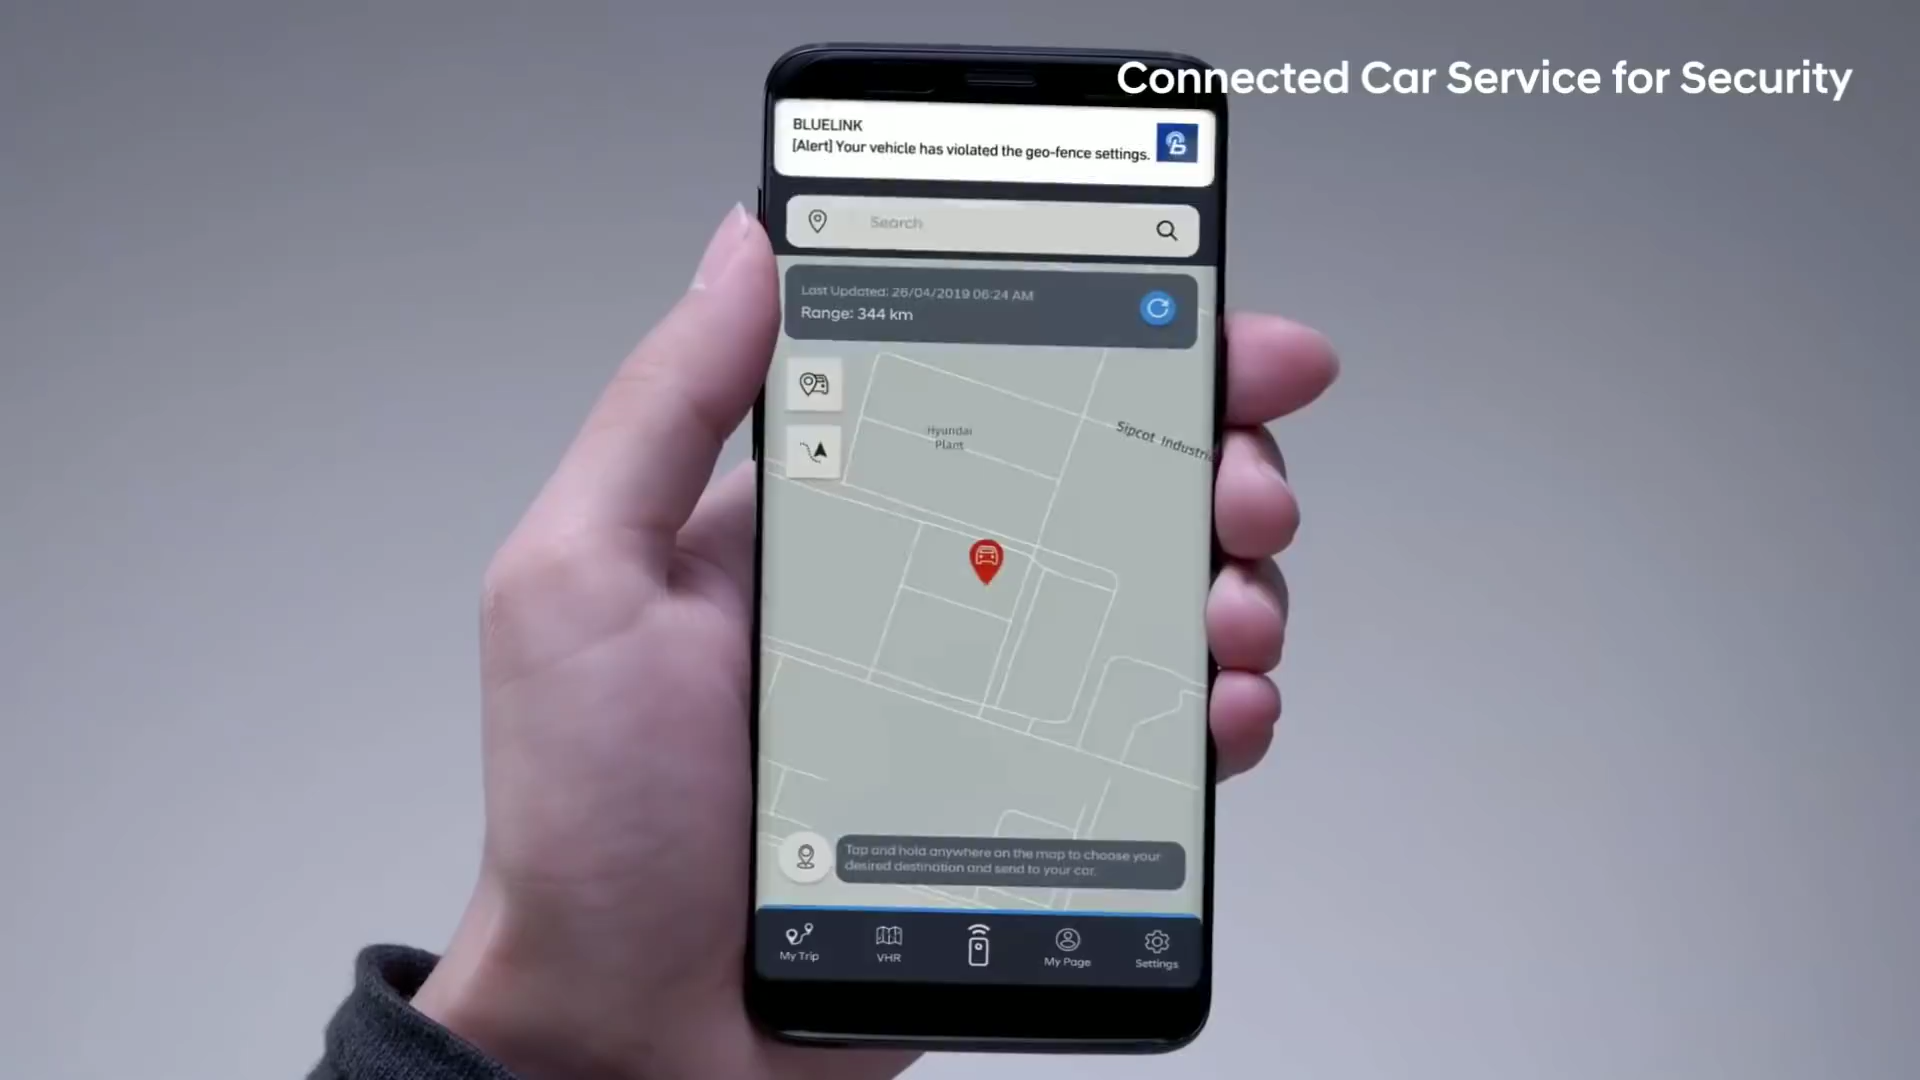 Connected Car Service for Security
BLUELINK
[Alert] Your vehicle has violated the geo-fence settings.
Search
Last Updated: 26/04/2019 06:24 AM
Range: 344 km
Hyundai
Plant
Sipcot Industri
Tap and hold anywhere on the map to choose your
desired destination and send to your car.
My Trip
VHR
My Page
Settings